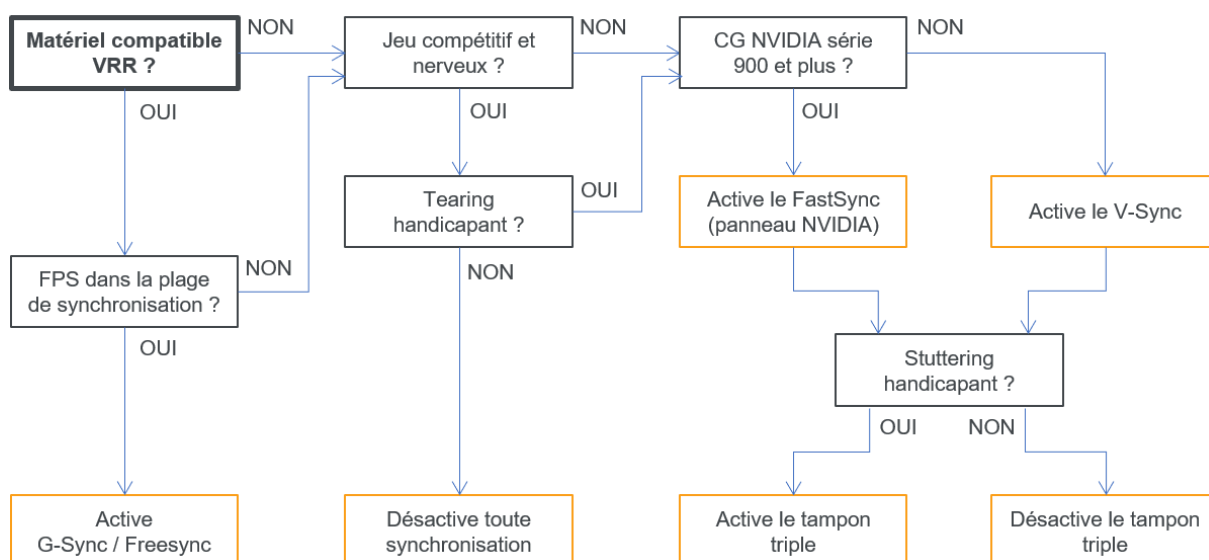 Matériel compatible
VRR ?
NON
Jeu compétitif et
nerveux ?
NON
CG NVIDIA série
900 et plus ?
NON
OUI
OUI
OUI
Tearing
handicapant ?
OUI
Active le FastSync
(panneau NVIDIA)
Active le V-Sync
FPS dans la plage
de synchronisation ?
NON
NON
OUI
Stuttering
handicapant ?
OUI
NON
Active
G-Sync / Freesync
Désactive toute
synchronisation
Active le tampon
triple
Désactive le tampon
triple